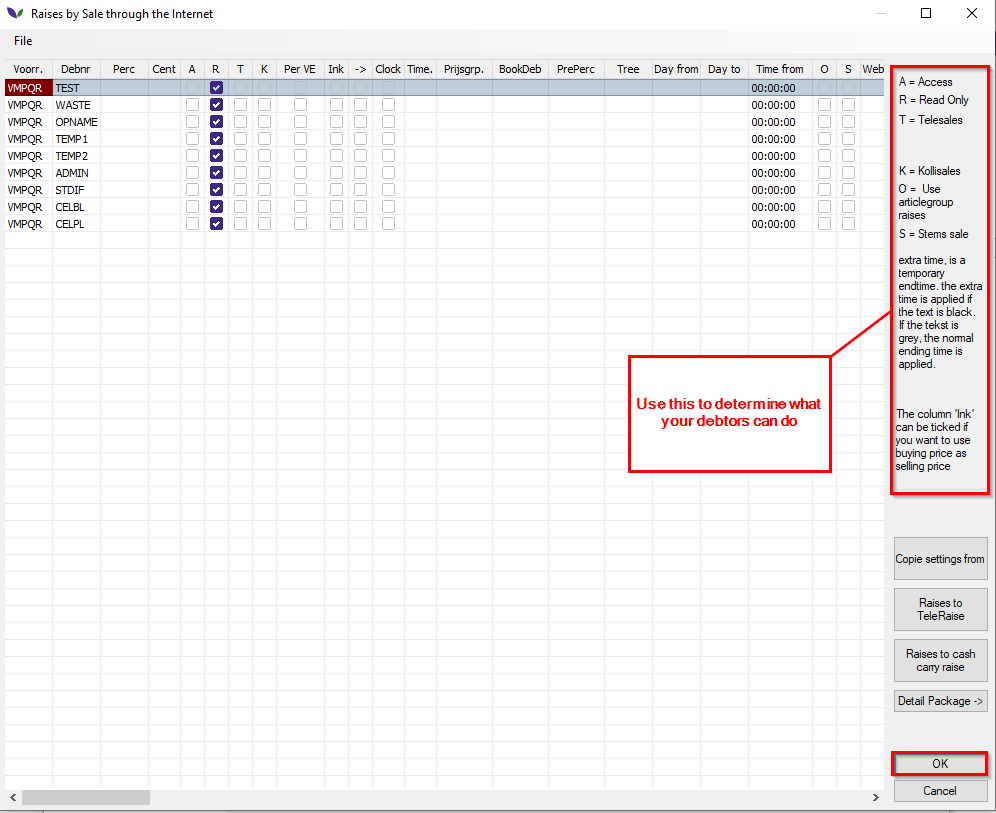 Raises by Sale through the Internet
File
Voorr. Debnr Perc Cent A R T K Per VE Ink -> Clock Time. Prijsgrp. BookDeb PrePerc Tree Day from Day to Time from O S Web
VMPQR TEST 00:00:00
VMPQR WASTE 00:00:00
VMPQR OPNAME 00:00:00
VMPQR TEMP1 00:00:00
VMPQR TEMP2 00:00:00
VMPQR ADMIN 00:00:00
VMPQR STDIF 00:00:00
VMPQR CELBL 00:00:00
VMPQR CELPL 00:00:00
A = Access
R = Read Only
T = Telesales
K = Kollisales
O = Use
articlegroup
raises
S = Stems sale
extra time, is a
temporary
endtime. the extra
time is applied if
the text is black.
If the tekst is
grey, the normal
ending time is
applied.
The column 'Ink'
can be ticked if
you want to use
buying price as
selling price
Use this to determine what
your debtors can do
Copie settings from
Raises to
TeleRaise
Raises to cash
carry raise
Detail Package ->
OK
Cancel